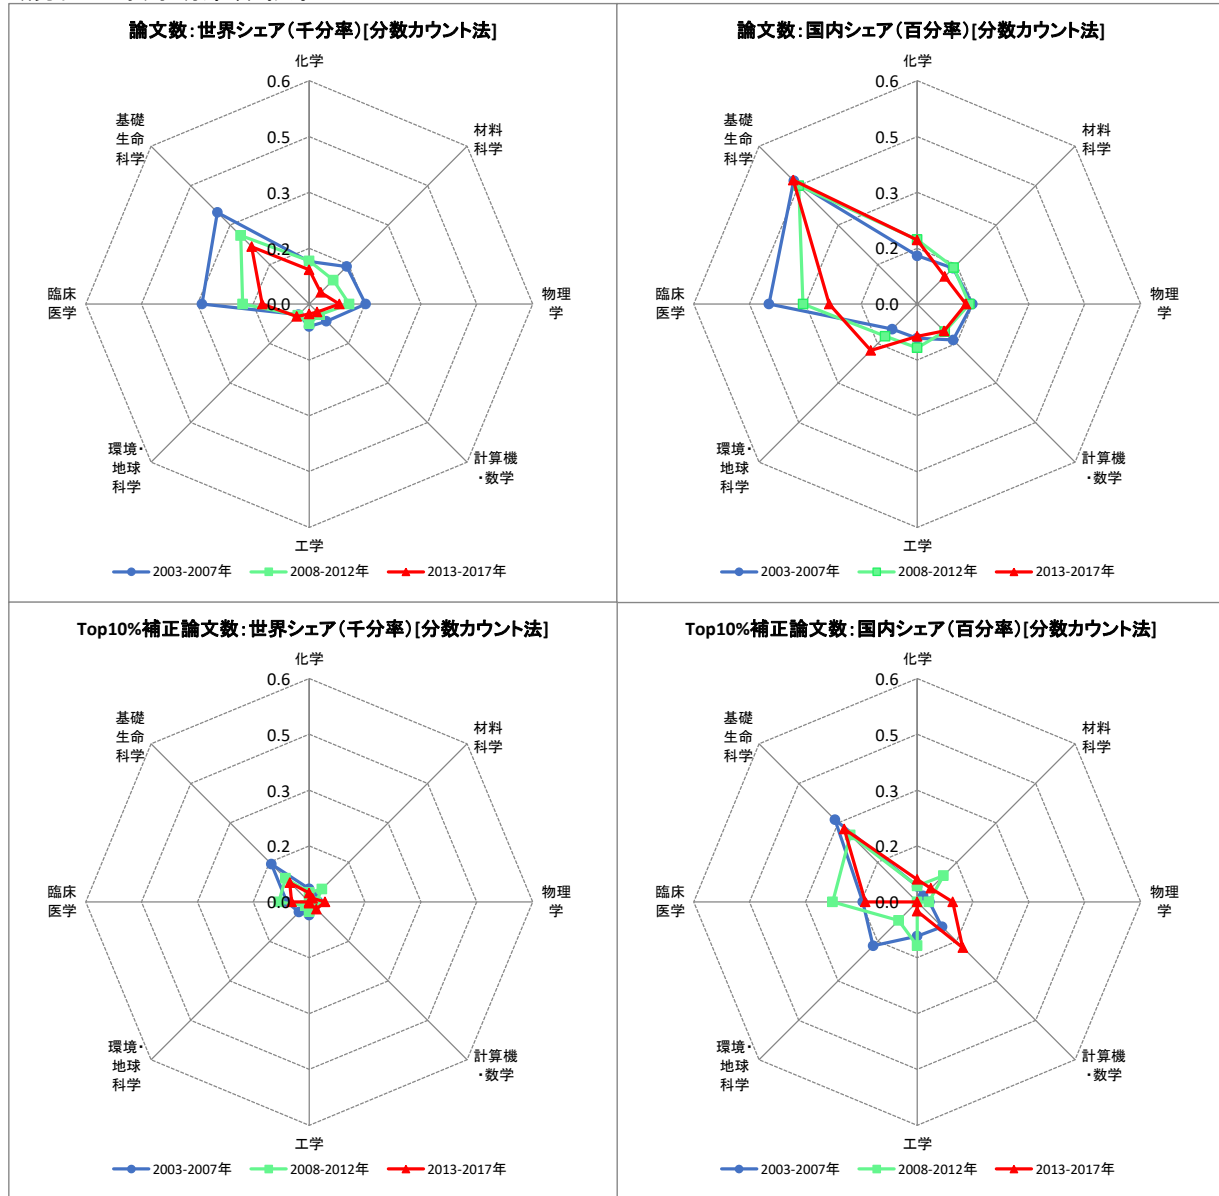 論文数：世界シェア（千分率）[分数カウント法]
化学
0.6
0.5
0.3
0.2
0.0
材料
科学
物理
学
計算機
・数学
工学
環境・
地球
科学
臨床
医学
基礎
生命
科学
2003-2007年 2008-2012年 2013-2017年
論文数：国内シェア（百分率）[分数カウント法]
化学
0.6
0.5
0.3
0.2
0.0
材料
科学
物理
学
計算機
・数学
工学
環境・
地球
科学
臨床
医学
基礎
生命
科学
2003-2007年 2008-2012年 2013-2017年
Top10%補正論文数：世界シェア（千分率）[分数カウント法]
化学
0.6
0.5
0.3
0.2
0.0
材料
科学
物理
学
計算機
・数学
工学
環境・
地球
科学
臨床
医学
基礎
生命
科学
2003-2007年 2008-2012年 2013-2017年
Top10%補正論文数：国内シェア（百分率）[分数カウント法]
化学
0.6
0.5
0.3
0.2
0.0
材料
科学
物理
学
計算機
・数学
工学
環境・
地球
科学
臨床
医学
基礎
生命
科学
2003-2007年 2008-2012年 2013-2017年